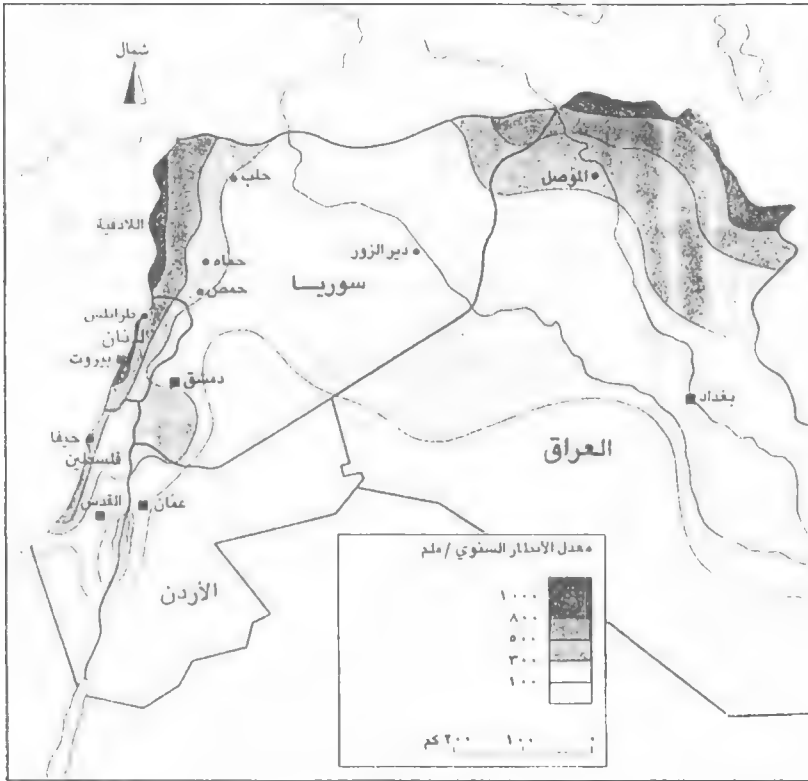 شمال
حلب
الموصل
اللاذقية
حماه
دير الزور
حمص
سوريا
طرابلس
لبنان
بيروت
دمشق
بغداد
حيفا
العراق
فلسطين
القدس
عمان
الأردن
معدل الأمطار السنوي / ملم
١٠٠٠
٨٠٠
٥٠٠
٣٠٠
١٠٠
٠ ١٠٠ ٢٠٠ كم